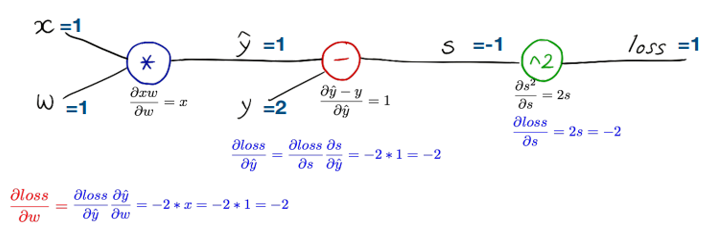 x =1
ŷ =1
s =-1
loss =1
*
−
^2
w =1
∂xw/∂w = x
y =2
∂ŷ − y/∂ŷ = 1
∂s²/∂s = 2s
∂loss/∂s = 2s = −2
∂loss/∂ŷ = ∂loss/∂s ∂s/∂ŷ = −2 * 1 = −2
∂loss/∂w = ∂loss/∂ŷ ∂ŷ/∂w = −2 * x = −2 * 1 = −2